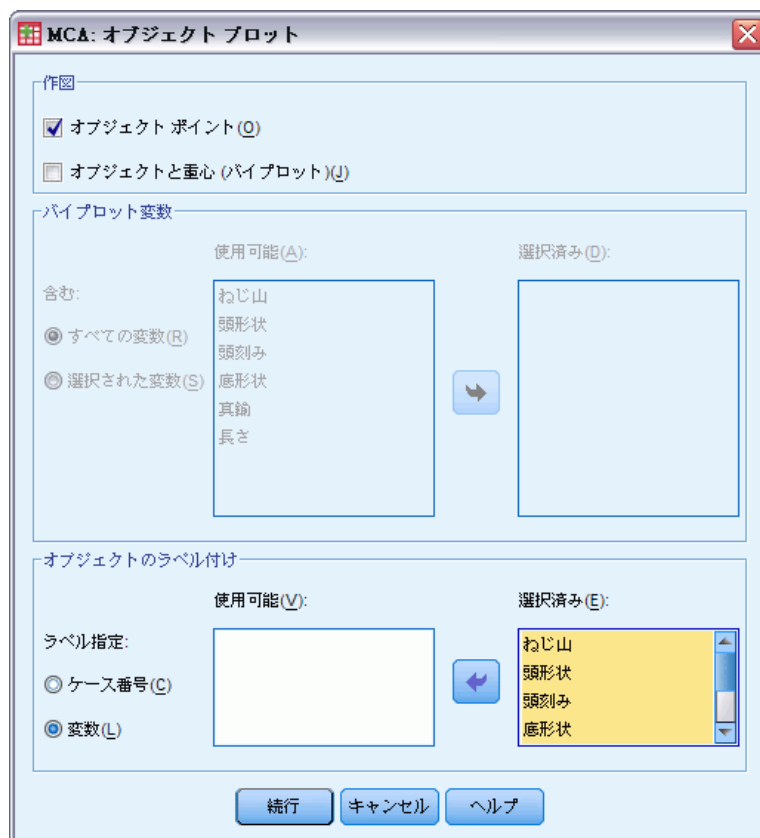 MCA: オブジェクト プロット
作図
オブジェクト ポイント(O)
オブジェクトと重心 (バイプロット)(J)
バイプロット変数
使用可能(A):
選択済み(D):
含む:
すべての変数(R)
選択された変数(S)
ねじ山
頭形状
頭刻み
底形状
真鍮
長さ
オブジェクトのラベル付け
使用可能(V):
選択済み(E):
ラベル指定:
ケース番号(C)
変数(L)
ねじ山
頭形状
頭刻み
底形状
続行
キャンセル
ヘルプ